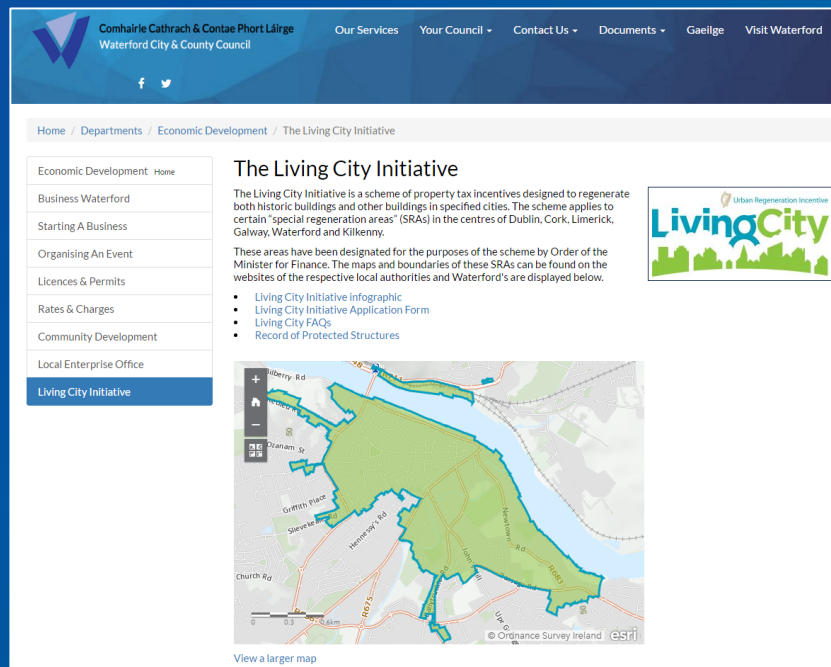 Comhairle Cathrach & Contae Phort Láirge
Waterford City & County Council
Our Services Your Council Contact Us Documents Gaeilge Visit Waterford
Home / Departments / Economic Development / The Living City Initiative
Economic Development Home
Business Waterford
Starting A Business
Organising An Event
Licences & Permits
Rates & Charges
Community Development
Local Enterprise Office
Living City Initiative
The Living City Initiative
The Living City Initiative is a scheme of property tax incentives designed to regenerate
both historic buildings and other buildings in specified cities. The scheme applies to
certain "special regeneration areas" (SRAs) in the centres of Dublin, Cork, Limerick,
Galway, Waterford and Kilkenny.
These areas have been designated for the purposes of the scheme by Order of the
Minister for Finance. The maps and boundaries of these SRAs can be found on the
websites of the respective local authorities and Waterford's are displayed below.
• Living City Initiative infographic
• Living City Initiative Application Form
• Living City FAQs
• Record of Protected Structures
Urban Regeneration Incentive
LivingCity
Ozanam St
Griffith Place
Hennessy's Rd
Church Rd
R675
Newtown Rd
R683
0 0.3 0.6km
© Ordnance Survey Ireland esri
View a larger map